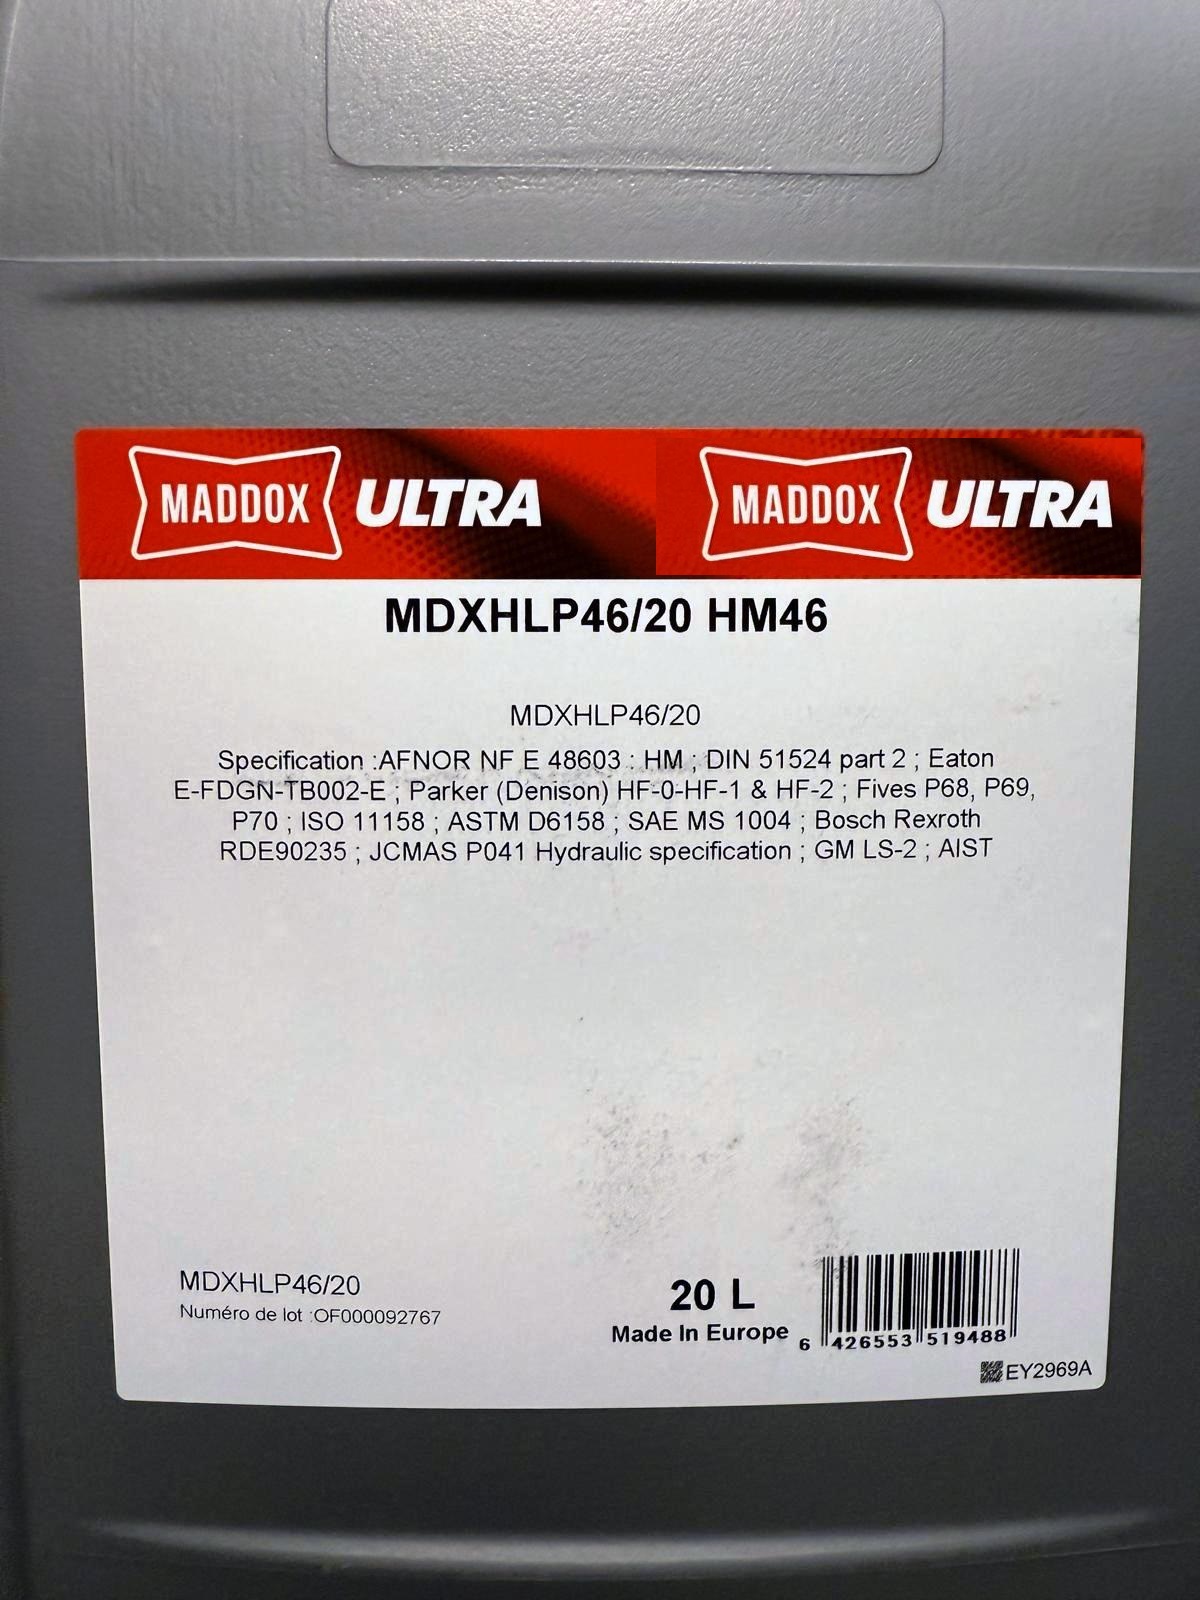 MADDOX ULTRA MADDOX ULTRA
MDXHLP46/20 HM46
MDXHLP46/20
Specification :AFNOR NF E 48603 : HM ; DIN 51524 part 2 ; Eaton
E-FDGN-TB002-E ; Parker (Denison) HF-0-HF-1 & HF-2 ; Fives P68, P69,
P70 ; ISO 11158 ; ASTM D6158 ; SAE MS 1004 ; Bosch Rexroth
RDE90235 ; JCMAS P041 Hydraulic specification ; GM LS-2 ; AIST
MDXHLP46/20
Numéro de lot :OF000092767
20 L
Made In Europe
6 426553 519488
EY2969A